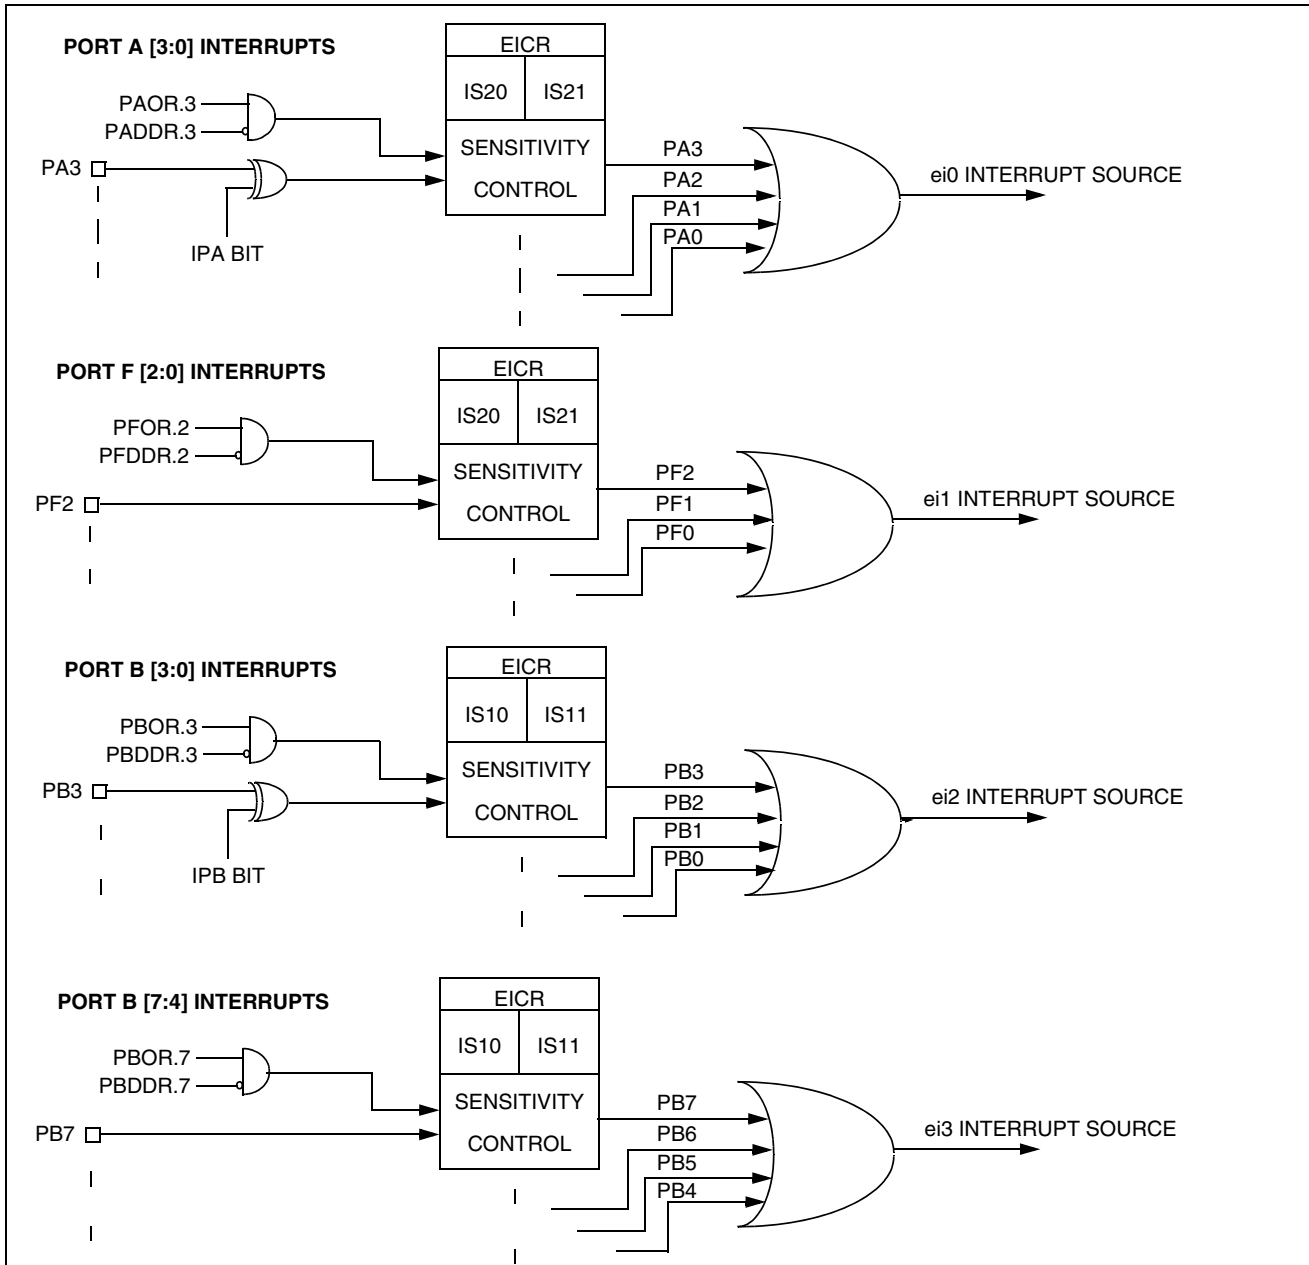 PORT A [3:0] INTERRUPTS
EICR
IS20 IS21
PAOR.3
PADDR.3
SENSITIVITY
CONTROL
PA3
IPA BIT
PA3
PA2
PA1
PA0
ei0 INTERRUPT SOURCE
PORT F [2:0] INTERRUPTS
EICR
IS20 IS21
PFOR.2
PFDDR.2
SENSITIVITY
CONTROL
PF2
PF2
PF1
PF0
ei1 INTERRUPT SOURCE
PORT B [3:0] INTERRUPTS
EICR
IS10 IS11
PBOR.3
PBDDR.3
SENSITIVITY
CONTROL
PB3
IPB BIT
PB3
PB2
PB1
PB0
ei2 INTERRUPT SOURCE
PORT B [7:4] INTERRUPTS
EICR
IS10 IS11
PBOR.7
PBDDR.7
SENSITIVITY
CONTROL
PB7
PB7
PB6
PB5
PB4
ei3 INTERRUPT SOURCE